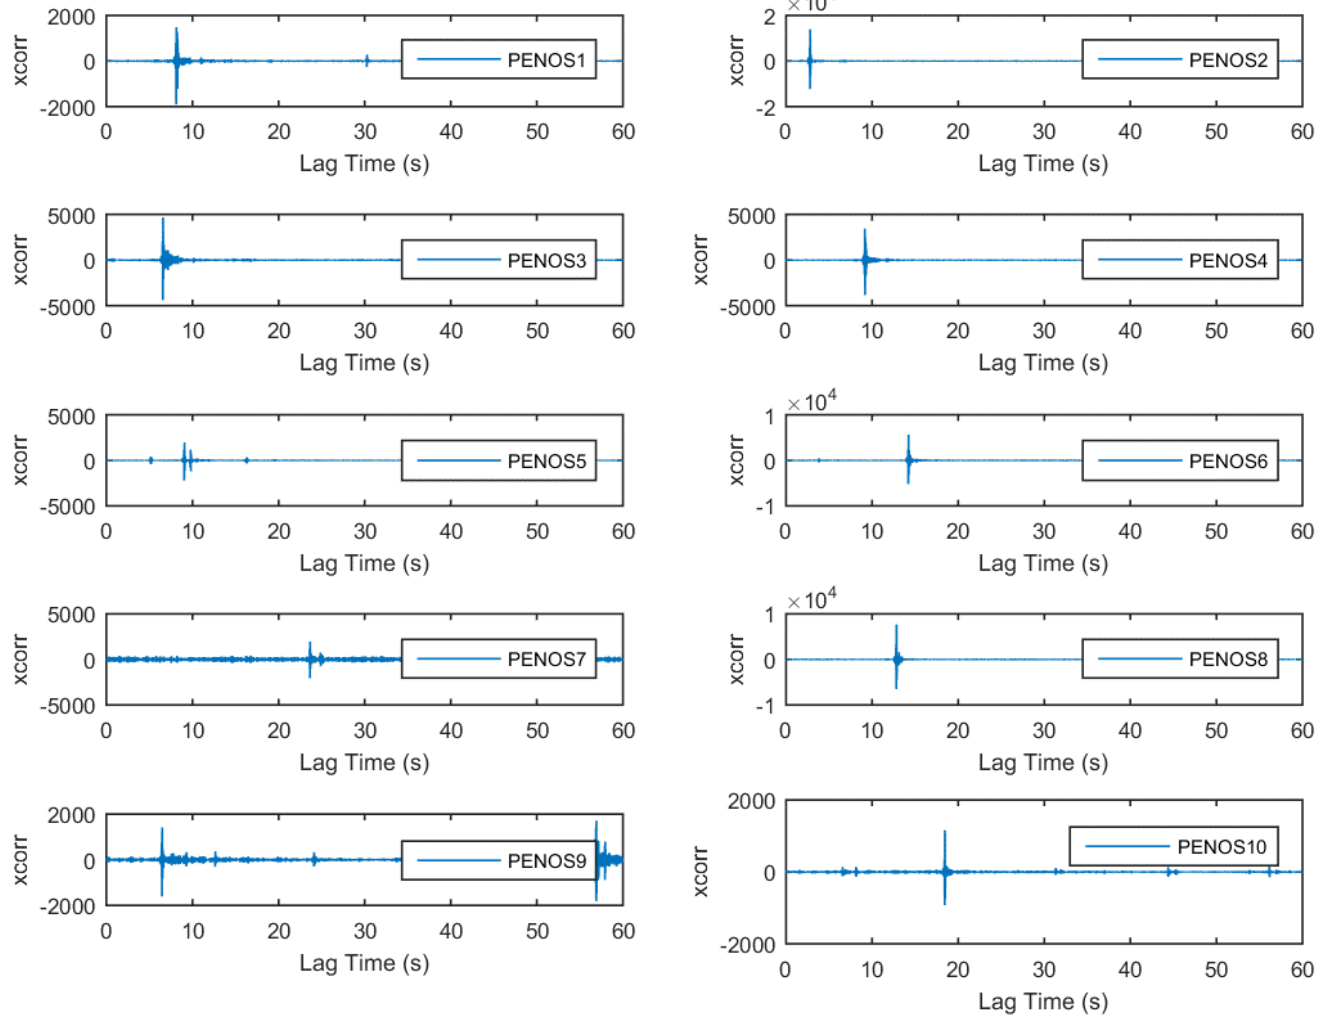 2000
0
-2000
xcorr
PENOS1
0 10 20 30 40 50 60
Lag Time (s)
2
0
-2
xcorr
PENOS2
0 10 20 30 40 50 60
Lag Time (s)
5000
0
-5000
xcorr
PENOS3
0 10 20 30 40 50 60
Lag Time (s)
5000
0
-5000
xcorr
PENOS4
0 10 20 30 40 50 60
Lag Time (s)
5000
0
-5000
xcorr
PENOS5
0 10 20 30 40 50 60
Lag Time (s)
×10^4
1
0
-1
xcorr
PENOS6
0 10 20 30 40 50 60
Lag Time (s)
5000
0
-5000
xcorr
PENOS7
0 10 20 30 40 50 60
Lag Time (s)
×10^4
1
0
-1
xcorr
PENOS8
0 10 20 30 40 50 60
Lag Time (s)
2000
0
-2000
xcorr
PENOS9
0 10 20 30 40 50 60
Lag Time (s)
2000
0
-2000
xcorr
PENOS10
0 10 20 30 40 50 60
Lag Time (s)